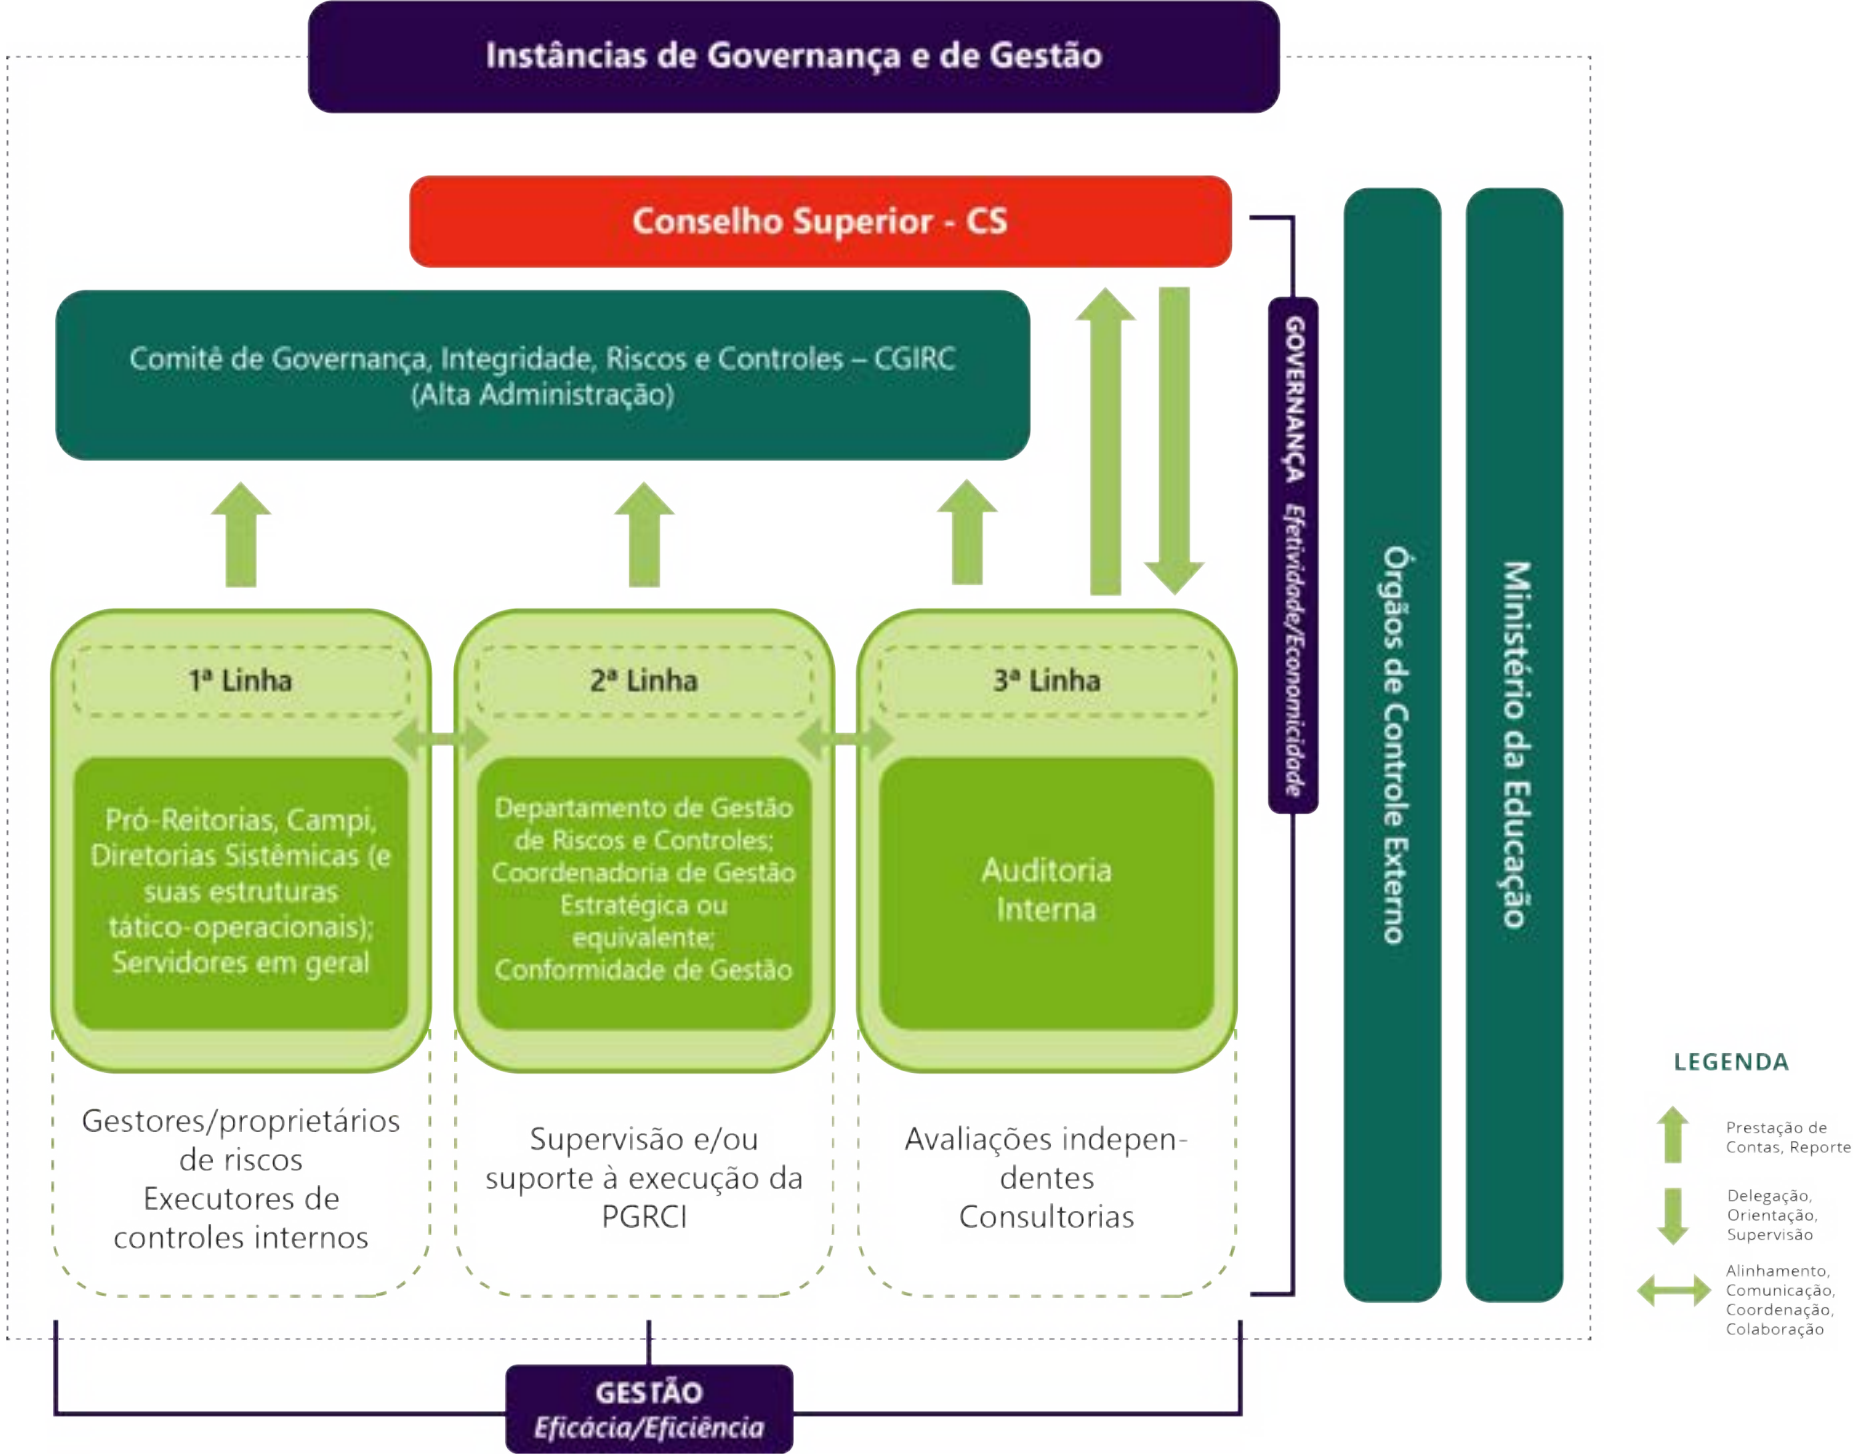 Instâncias de Governança e de Gestão
Conselho Superior - CS
Comitê de Governança, Integridade, Riscos e Controles – CGIRC
(Alta Administração)
1ª Linha
Pró-Reitorias, Campi,
Diretorias Sistêmicas (e
suas estruturas
tático-operacionais);
Servidores em geral
Gestores/proprietários
de riscos
Executores de
controles internos
2ª Linha
Departamento de Gestão
de Riscos e Controles;
Coordenadoria de Gestão
Estratégica ou
equivalente;
Conformidade de Gestão
Supervisão e/ou
suporte à execução da
PGRCI
3ª Linha
Auditoria
Interna
Avaliações indepen-
dentes
Consultorias
GOVERNANÇA Efetividade/Economicidade
Órgãos de Controle Externo
Ministério da Educação
GESTÃO
Eficácia/Eficiência
LEGENDA
Prestação de
Contas, Reporte
Delegação,
Orientação,
Supervisão
Alinhamento,
Comunicação,
Coordenação,
Colaboração